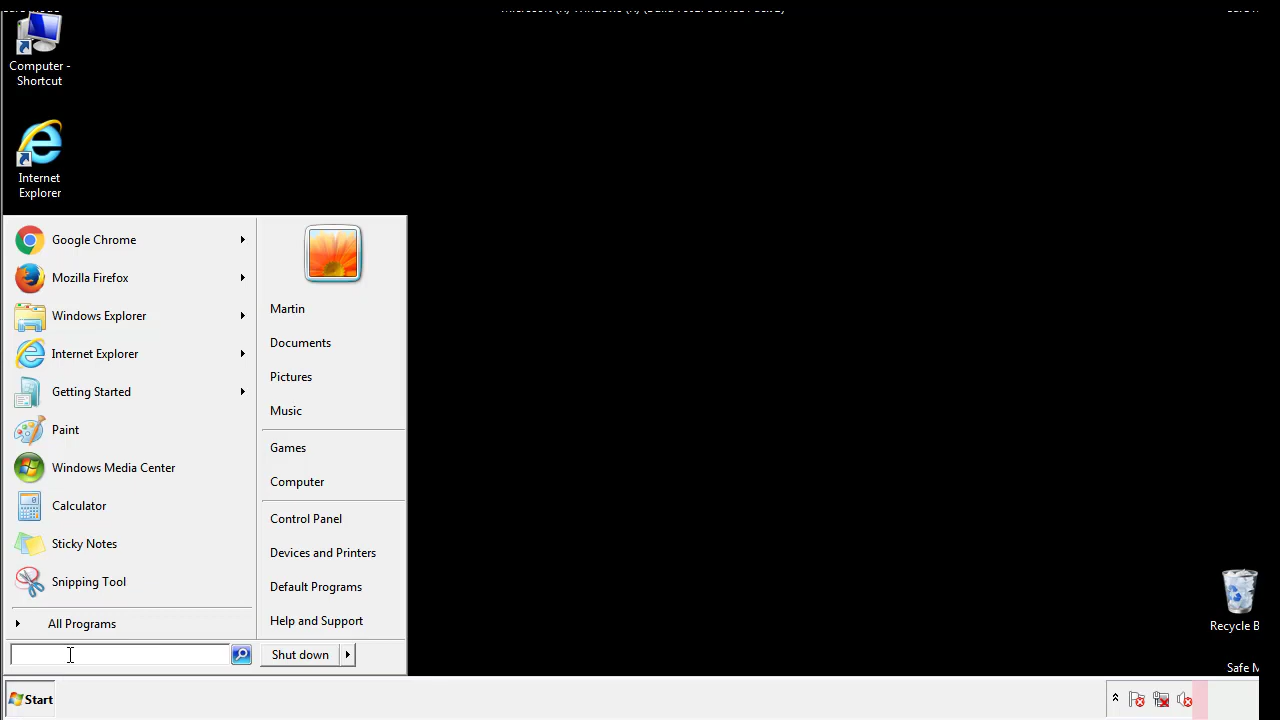 Computer -
Shortcut
Internet
Explorer
Google Chrome
Mozilla Firefox
Windows Explorer
Internet Explorer
Getting Started
Paint
Windows Media Center
Calculator
Sticky Notes
Snipping Tool
All Programs
Martin
Documents
Pictures
Music
Games
Computer
Control Panel
Devices and Printers
Default Programs
Help and Support
Shut down
Recycle B
Safe M
Start